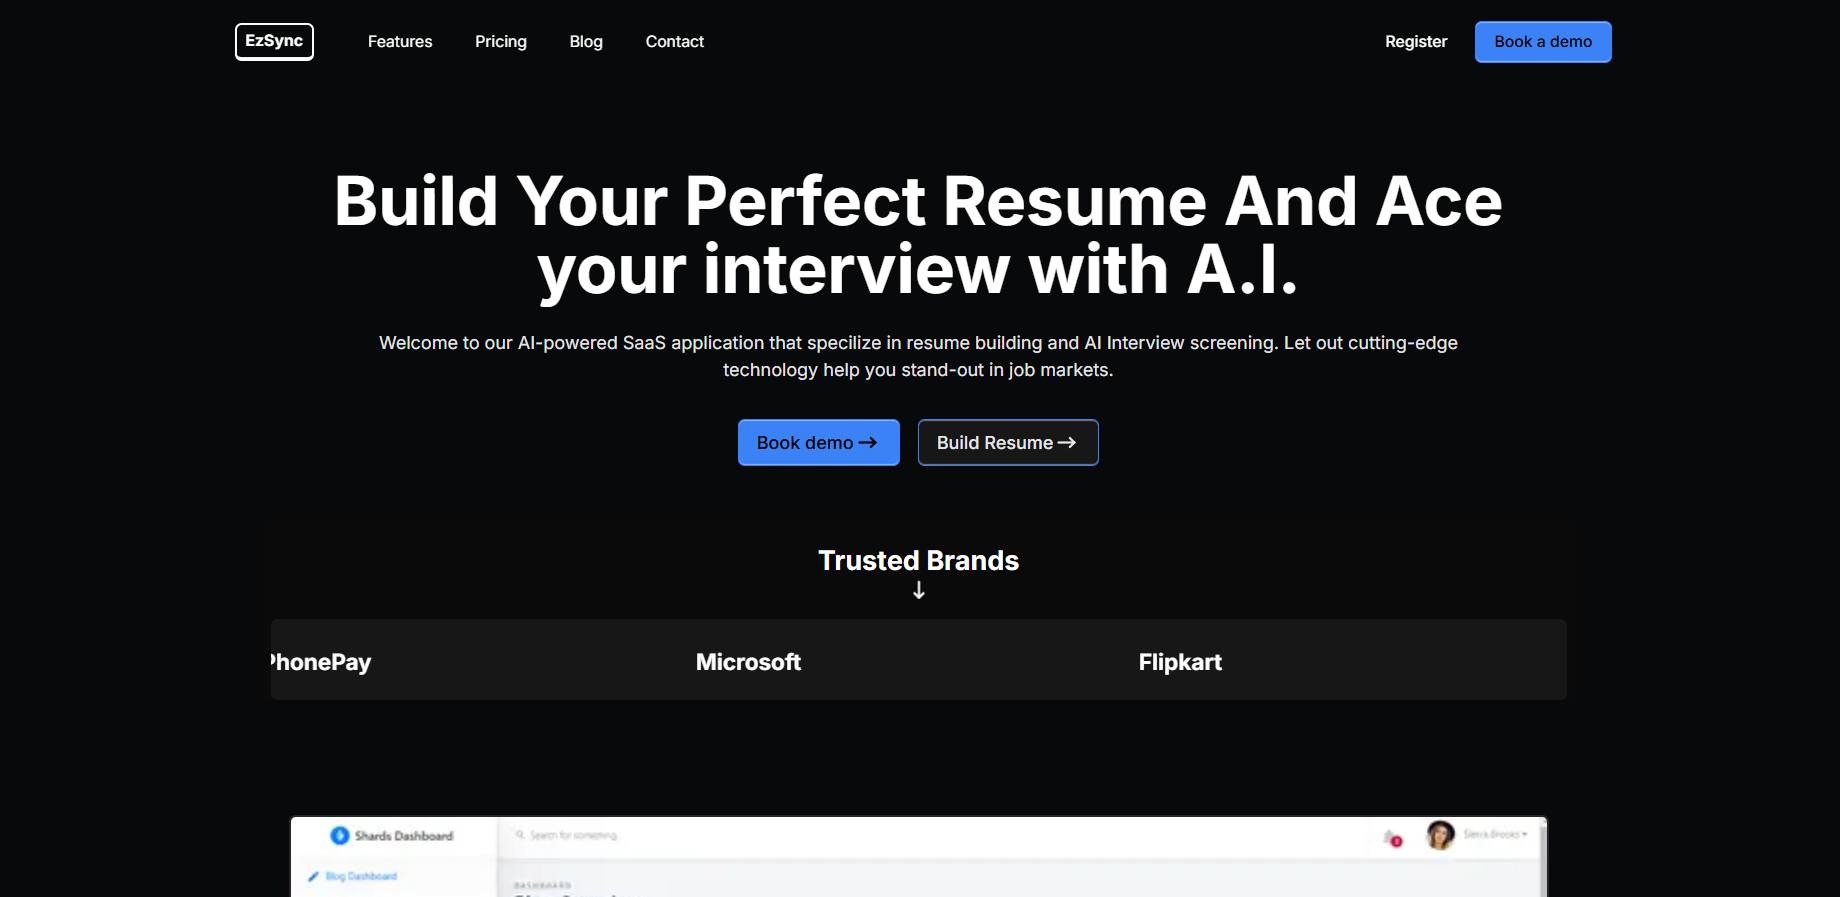 EzSync
Features
Pricing
Blog
Contact
Register
Book a demo
Build Your Perfect Resume And Ace
your interview with A.I.
Welcome to our AI-powered SaaS application that specilize in resume building and AI Interview screening. Let out cutting-edge
technology help you stand-out in job markets.
Book demo
Build Resume
Trusted Brands
PhonePay
Microsoft
Flipkart
Shards Dashboard
Search for something...
Sierra Brooks
Blog Dashboard
DASHBOARD